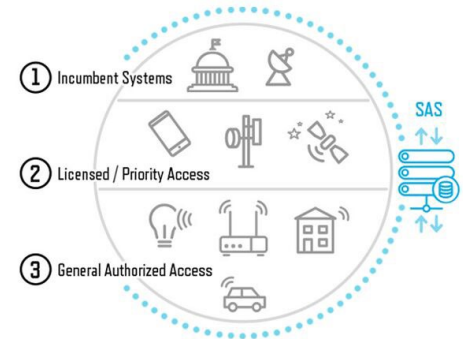 1 Incumbent Systems
SAS
2 Licensed / Priority Access
3 General Authorized Access